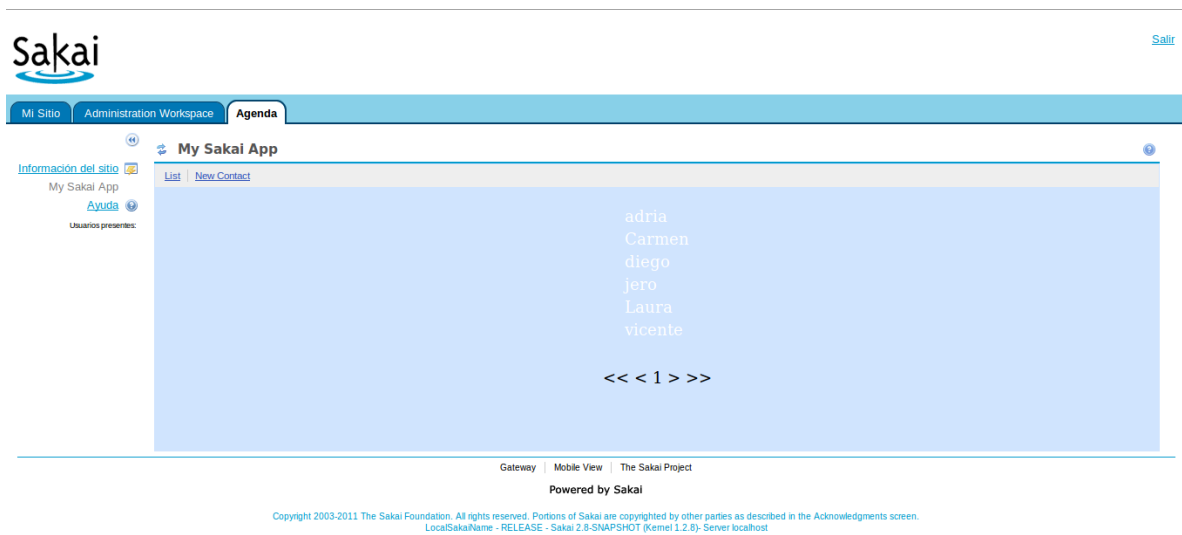 Sakai
Salir
Mi Sitio Administration Workspace Agenda
My Sakai App
Información del sitio
My Sakai App
Ayuda
Usuarios presentes:
List New Contact
adria
Carmen
diego
jero
Laura
vicente
<< < 1 > >>
Gateway Mobile View The Sakai Project
Powered by Sakai
Copyright 2003-2011 The Sakai Foundation. All rights reserved. Portions of Sakai are copyrighted by other parties as described in the Acknowledgments screen.
LocalSakaiName - RELEASE - Sakai 2.8-SNAPSHOT (Kernel 1.2.8)- Server localhost